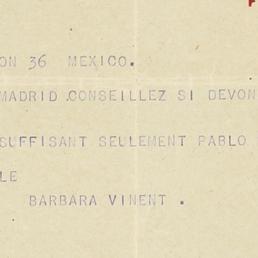 ON 36 MEXICO.
MADRID CONSEILLEZ SI DEVON
SUFFISANT SEULEMENT PABLO
LE
BARBARA VINENT .